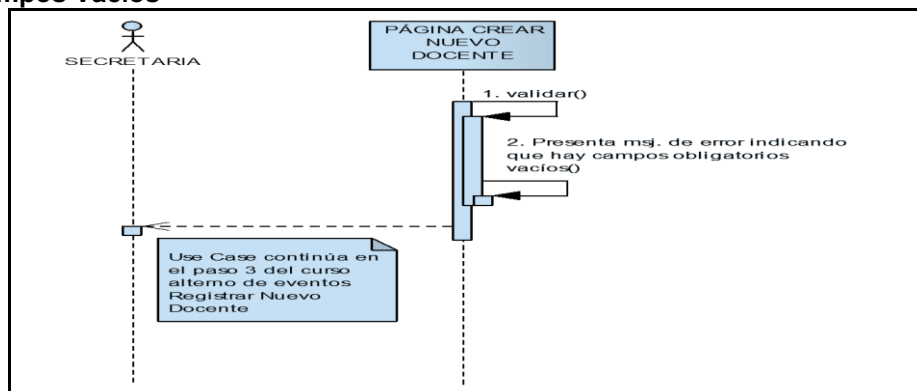 mpos Vacíos
SECRETARIA
PÁGINA CREAR
NUEVO
DOCENTE
1. validar()
2. Presenta msj. de error indicando
que hay campos obligatorios
vacíos()
Use Case continúa en
el paso 3 del curso
alterno de eventos
Registrar Nuevo
Docente